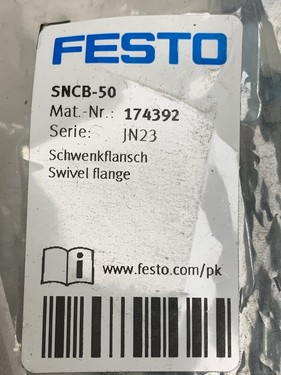 FESTO
SNCB-50
Mat.-Nr.: 174392
Serie: JN23
Schwenkflansch
Swivel flange
i www.festo.com/pk